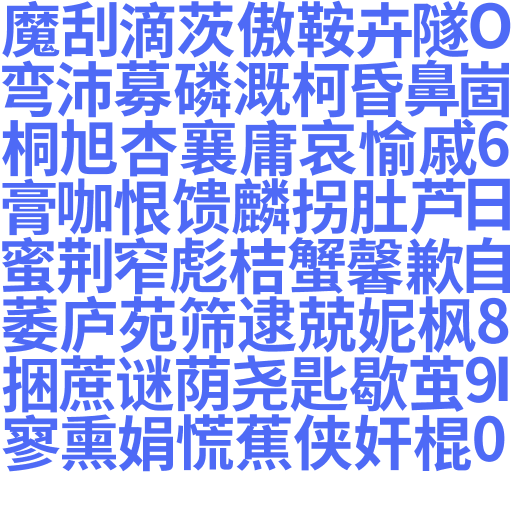 魔刮滴茨傲鞍卉隧O
弯沛募磷溉柯昏鼻崮
桐旭杏襄庸哀愉戚6
膏咖恨馈麟拐肚芦日
蜜荆窄彪桔蟹馨歉自
萎庐苑筛逮兢妮枫8
捆蔗谜荫尧匙歇茧9I
寥熏娟慌蕉侠奸棍0